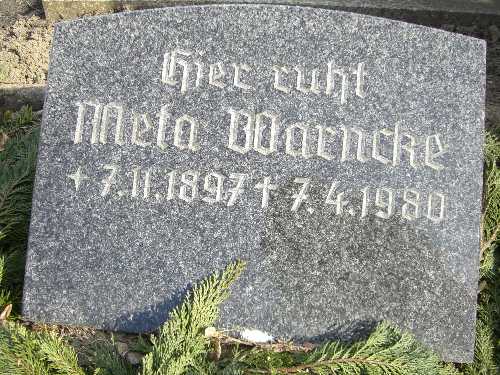 Hier ruht
Meta Warncke
+ 7.11.1897 † 7.4.1980